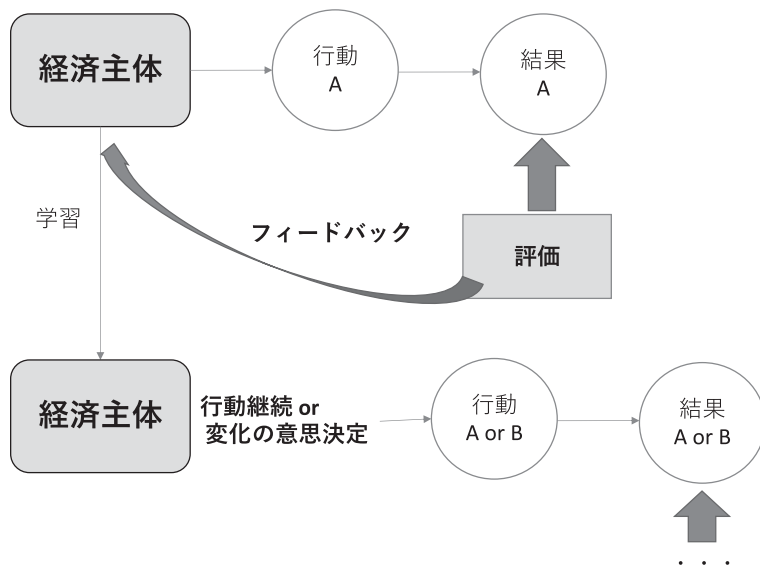 経済主体
行動
A
結果
A
学習
フィードバック
評価
経済主体
行動継続 or
変化の意思決定
行動
A or B
結果
A or B
・・・